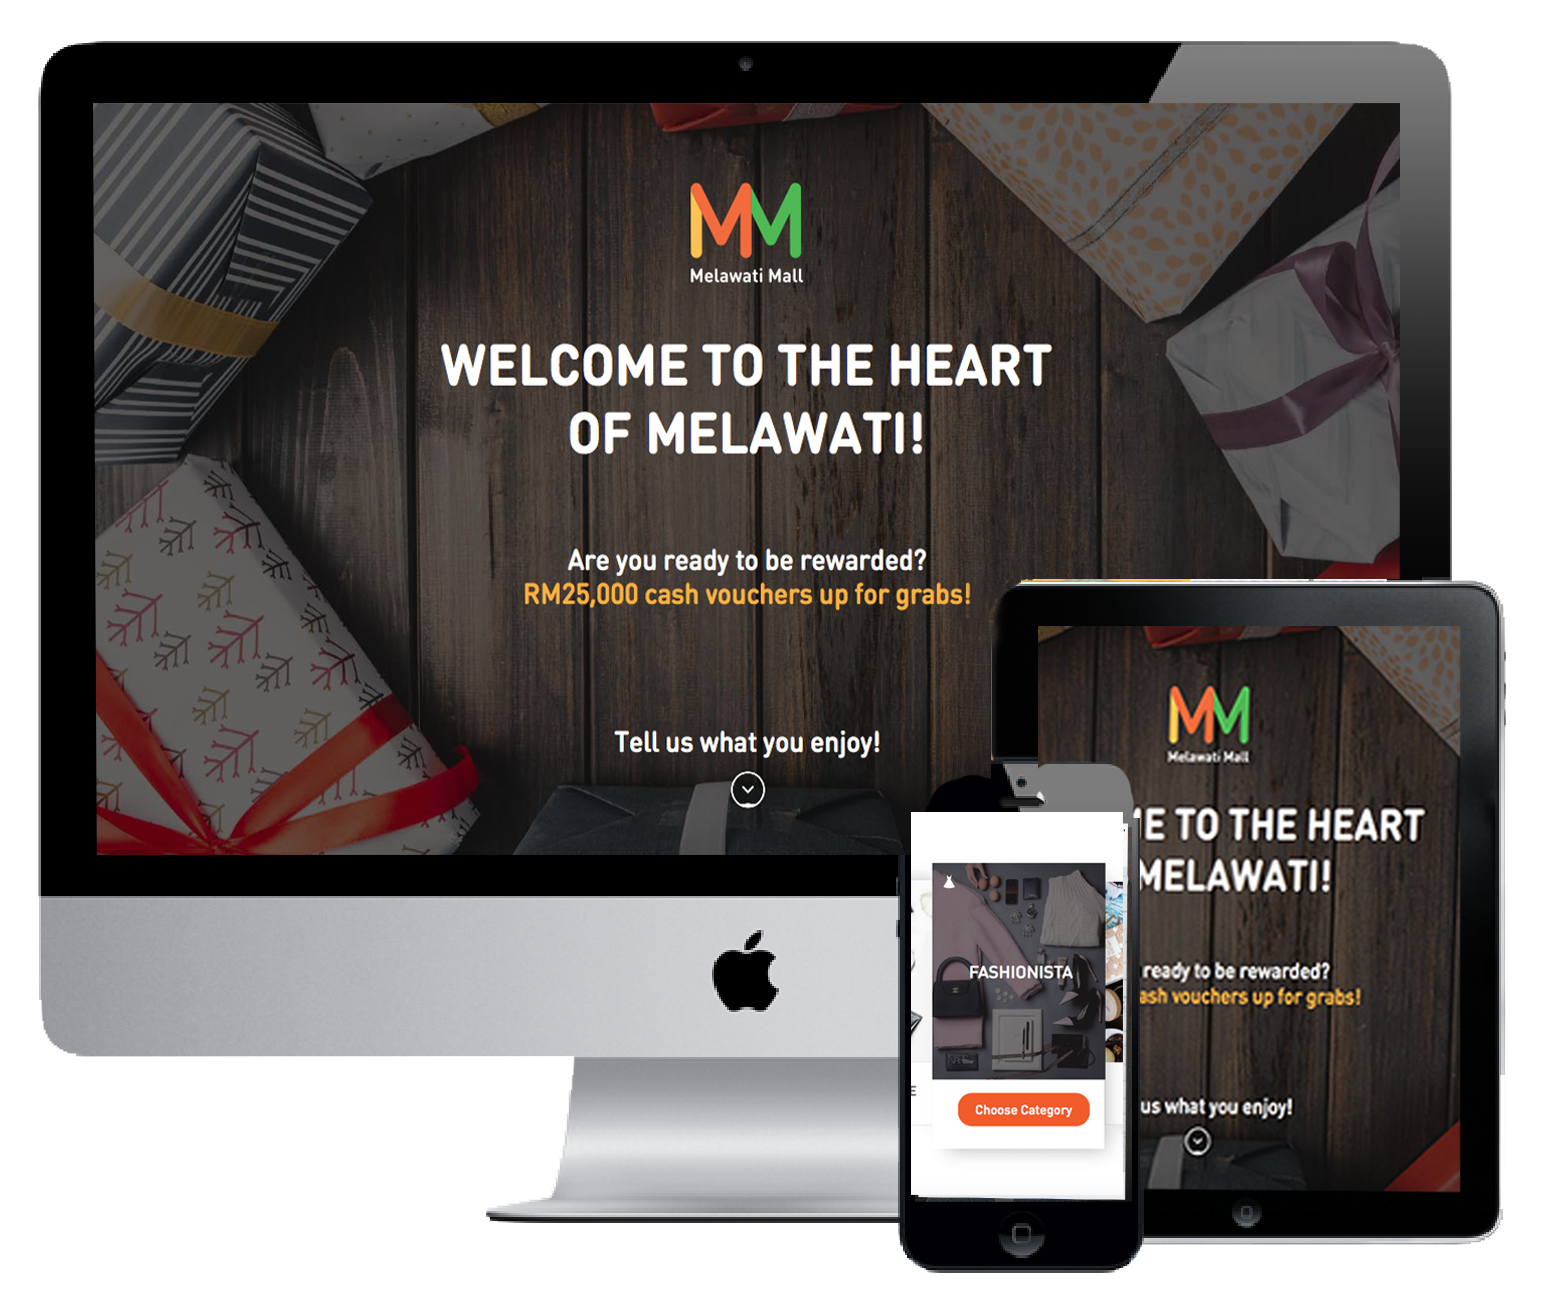 MM
Melawati Mall
WELCOME TO THE HEART
OF MELAWATI!
Are you ready to be rewarded?
RM25,000 cash vouchers up for grabs!
Tell us what you enjoy!
MM
Melawati Mall
E TO THE HEART
MELAWATI!
ready to be rewarded?
ash vouchers up for grabs!
us what you enjoy!
FASHIONISTA
E
Choose Category